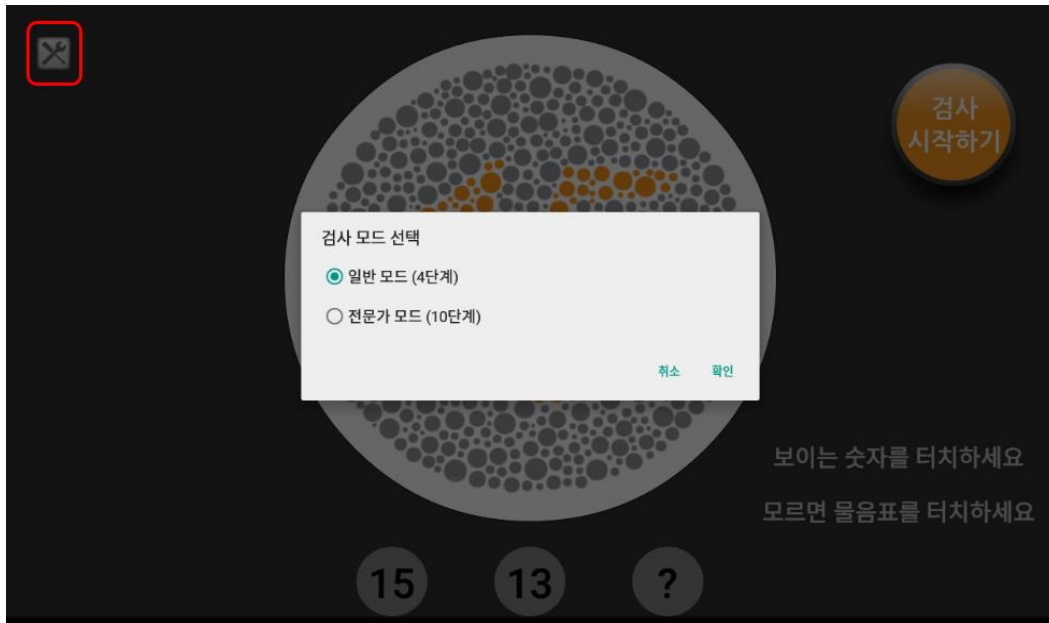 검사
시작하기
검사 모드 선택
일반 모드 (4단계)
전문가 모드 (10단계)
취소 확인
보이는 숫자를 터치하세요
모르면 물음표를 터치하세요
15 13 ?